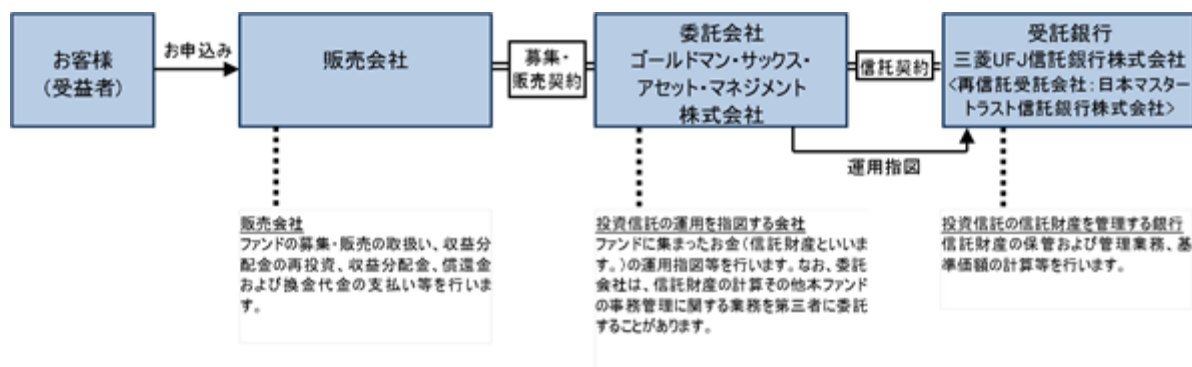 お客様
（受益者）
お申込み
販売会社
募集・
販売契約
委託会社
ゴールドマン・サックス・
アセット・マネジメント
株式会社
信託契約
受託銀行
三菱UFJ信託銀行株式会社
＜再信託受託会社：日本マスター
トラスト信託銀行株式会社＞
運用指図
販売会社
ファンドの募集・販売の取扱い、収益分
配金の再投資、収益分配金、償還金
および換金代金の支払い等を行いま
す。
投資信託の運用を指図する会社
ファンドに集まったお金（信託財産といいま
す。）の運用指図等を行います。なお、委託
会社は、信託財産の計算その他本ファンド
の事務管理に関する業務を第三者に委託
することがあります。
投資信託の信託財産を管理する銀行
信託財産の保管および管理業務、基
準価額の計算等を行います。